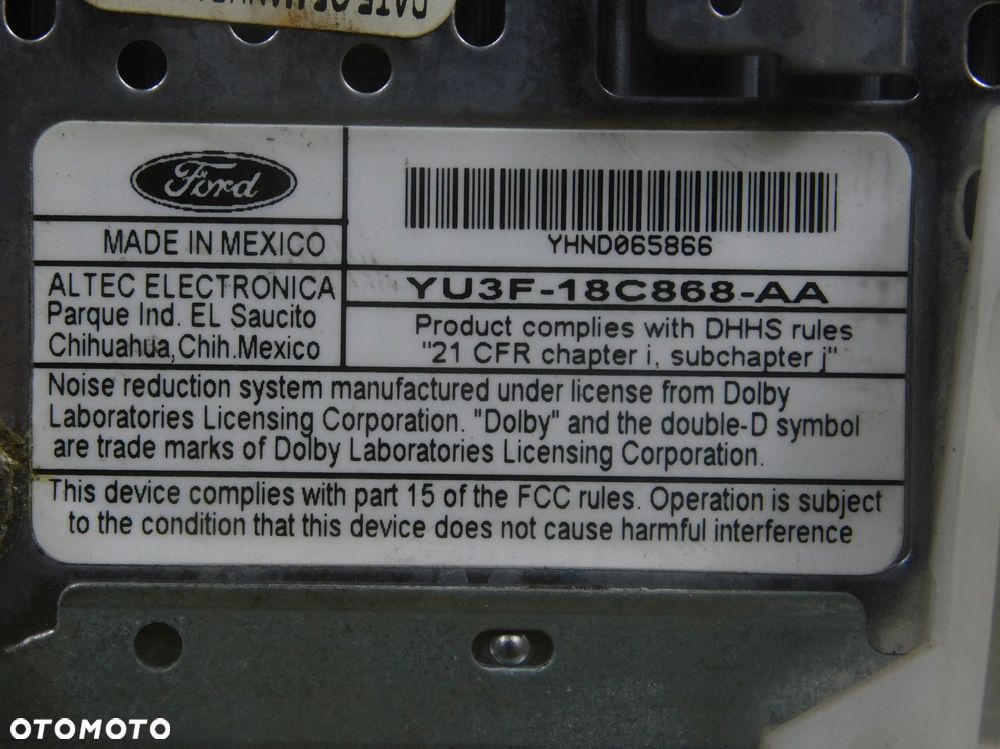 Ford
MADE IN MEXICO
YHND065866
ALTEC ELECTRONICA
Parque Ind. EL Saucito
Chihuahua, Chih. Mexico
YU3F-18C868-AA
Product complies with DHHS rules
"21 CFR chapter i, subchapter j"
Noise reduction system manufactured under license from Dolby
Laboratories Licensing Corporation. "Dolby" and the double-D symbol
are trade marks of Dolby Laboratories Licensing Corporation.
This device complies with part 15 of the FCC rules. Operation is subject
to the condition that this device does not cause harmful interference
OTOMOTO